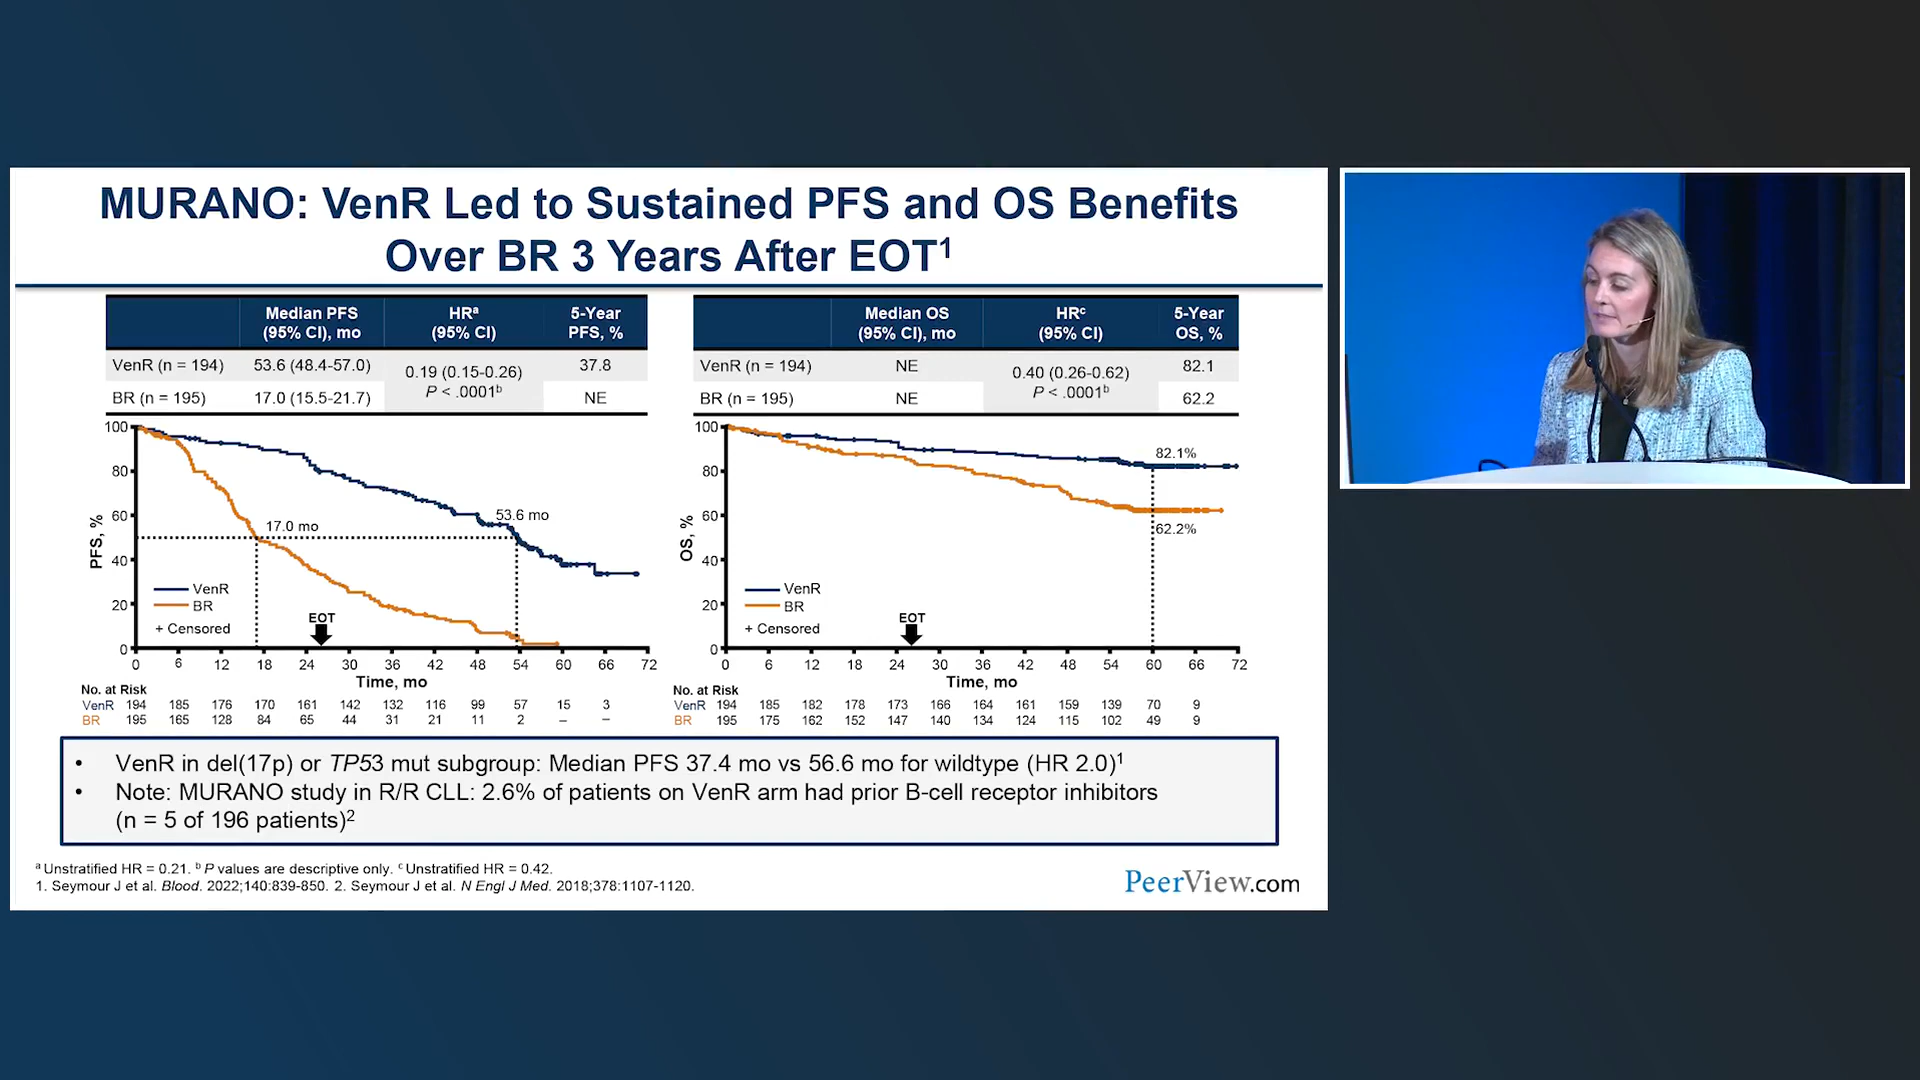 MURANO: VenR Led to Sustained PFS and OS Benefits
Over BR 3 Years After EOT1
Median PFS (95% CI), mo HRa (95% CI) 5-Year PFS, %
VenR (n = 194) 53.6 (48.4-57.0) 0.19 (0.15-0.26) P < .0001b 37.8
BR (n = 195) 17.0 (15.5-21.7) NE
100
80
60
40
20
0
PFS, %
17.0 mo
53.6 mo
VenR
BR
+ Censored
EOT
0 6 12 18 24 30 36 42 48 54 60 66 72
Time, mo
No. at Risk
VenR 194 185 176 170 161 142 132 116 99 57 15 3
BR 195 165 128 84 65 44 31 21 11 2 – –
Median OS (95% CI), mo HRc (95% CI) 5-Year OS, %
VenR (n = 194) NE 0.40 (0.26-0.62) P < .0001b 82.1
BR (n = 195) NE 62.2
100
80
60
40
20
0
OS, %
82.1%
62.2%
VenR
BR
+ Censored
EOT
0 6 12 18 24 30 36 42 48 54 60 66 72
Time, mo
No. at Risk
VenR 194 185 182 178 173 166 164 161 159 139 70 9
BR 195 175 162 152 147 140 134 124 115 102 49 9
• VenR in del(17p) or TP53 mut subgroup: Median PFS 37.4 mo vs 56.6 mo for wildtype (HR 2.0)1
• Note: MURANO study in R/R CLL: 2.6% of patients on VenR arm had prior B-cell receptor inhibitors
(n = 5 of 196 patients)2
a Unstratified HR = 0.21. b P values are descriptive only. c Unstratified HR = 0.42.
1. Seymour J et al. Blood. 2022;140:839-850. 2. Seymour J et al. N Engl J Med. 2018;378:1107-1120.
PeerView.com